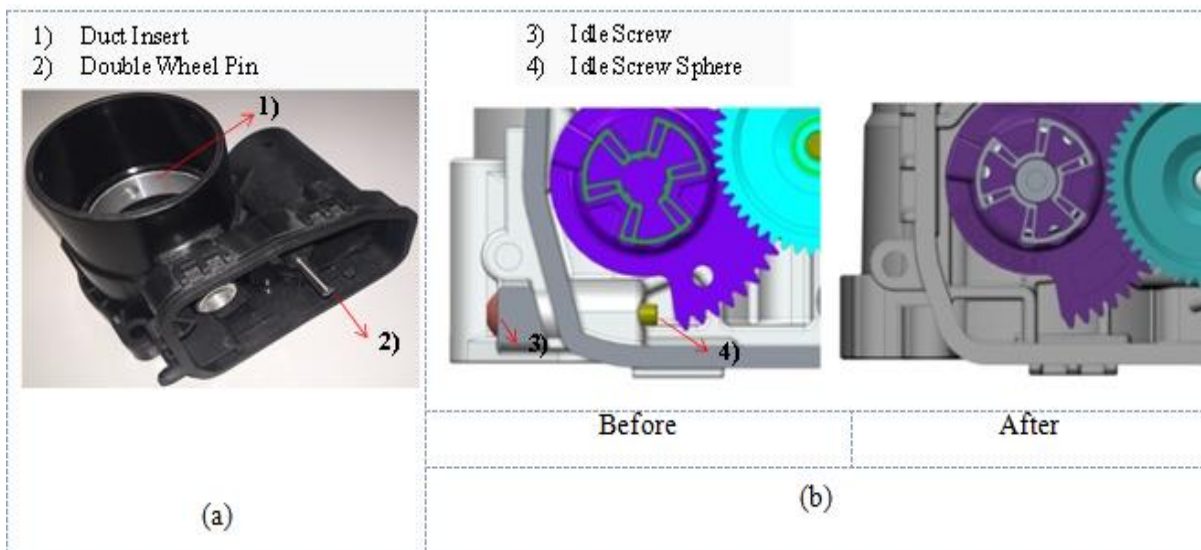 1) Duct Insert
2) Double Wheel Pin
1)
2)
(a)
3) Idle Screw
4) Idle Screw Sphere
3)
4)
Before
After
(b)